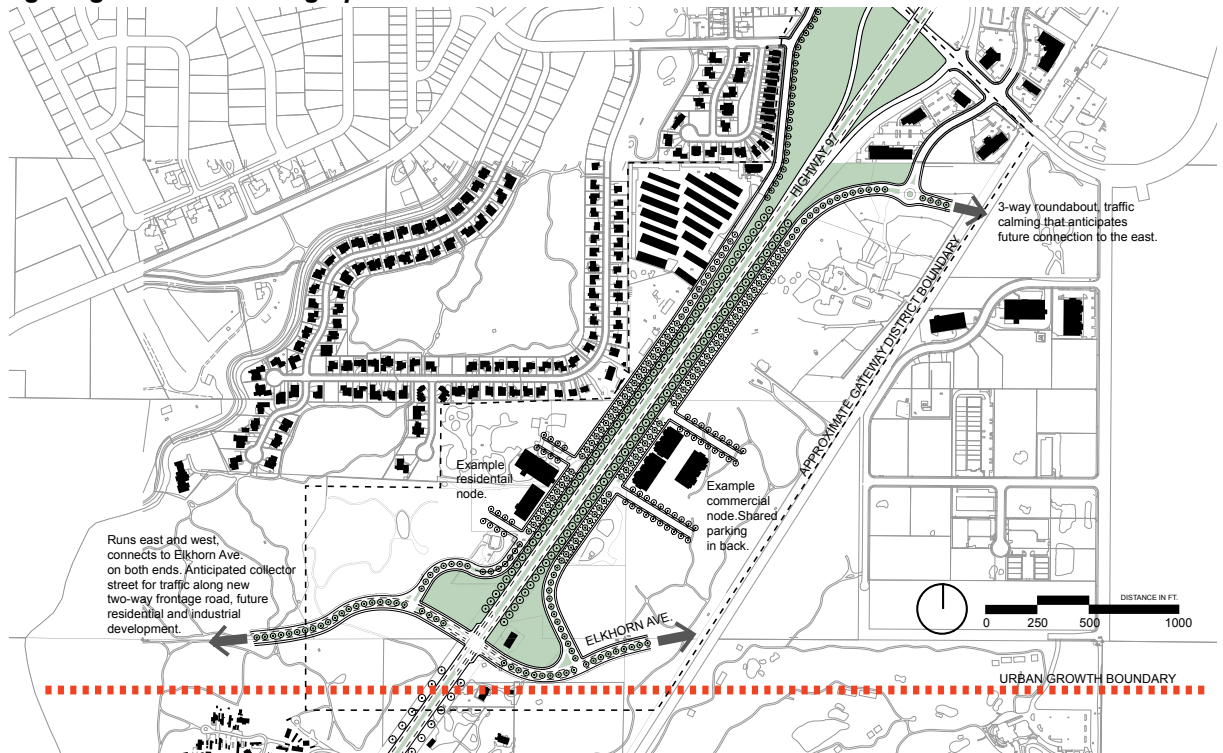 HIGHWAY 97
3-way roundabout, traffic
calming that anticipates
future connection to the east.
APPROXIMATE GATEWAY DISTRICT BOUNDARY
Example
residentail
node.
Example
commercial
node.Shared
parking
in back.
Runs east and west,
connects to Elkhorn Ave.
on both ends. Anticipated collector
street for traffic along new
two-way frontage road, future
residential and industrial
development.
ELKHORN AVE.
DISTANCE IN FT.
0 250 500 1000
URBAN GROWTH BOUNDARY